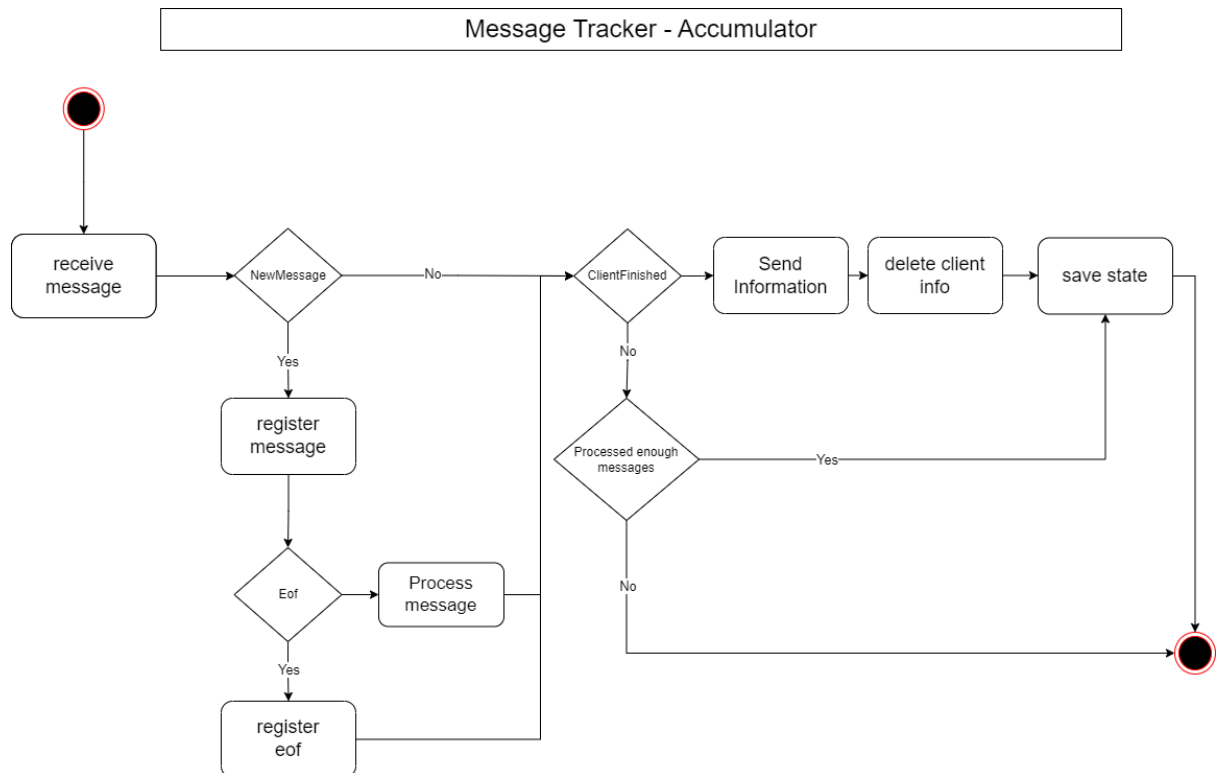 Message Tracker - Accumulator
receive
message
NewMessage
No
ClientFinished
Send
Information
delete client
info
save state
Yes
No
register
message
Processed enough
messages
Yes
Eof
Process
message
No
Yes
register
eof